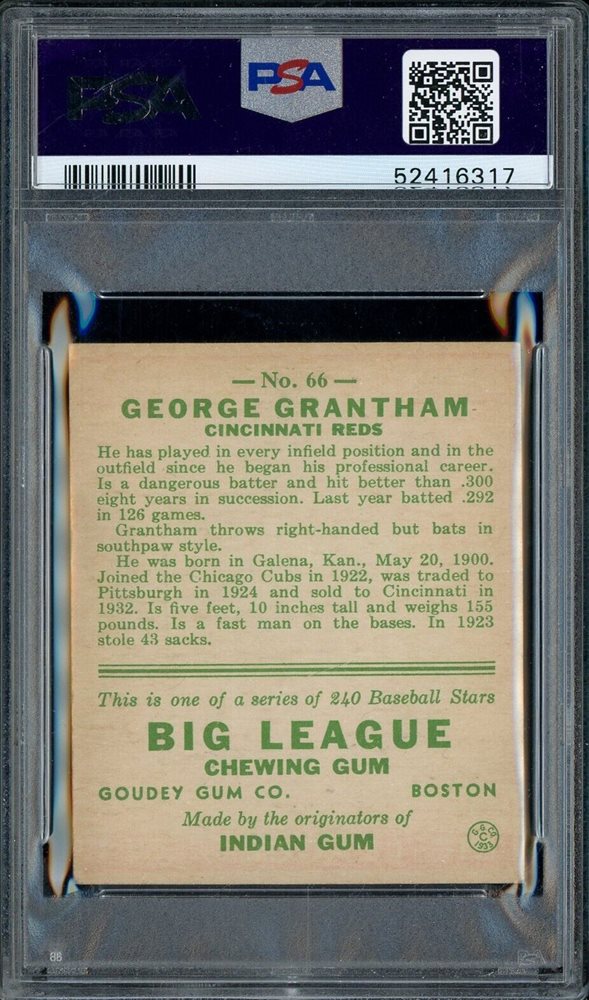 PSA
PSA
52416317
— No. 66 —
GEORGE GRANTHAM
CINCINNATI REDS
He has played in every infield position and in the
outfield since he began his professional career.
Is a dangerous batter and hit better than .300
eight years in succession. Last year batted .292
in 126 games.
Grantham throws right-handed but bats in
southpaw style.
He was born in Galena, Kan., May 20, 1900.
Joined the Chicago Cubs in 1922, was traded to
Pittsburgh in 1924 and sold to Cincinnati in
1932. Is five feet, 10 inches tall and weighs 155
pounds. Is a fast man on the bases. In 1923
stole 43 sacks.
This is one of a series of 240 Baseball Stars
BIG LEAGUE
CHEWING GUM
GOUDEY GUM CO. BOSTON
Made by the originators of
INDIAN GUM
G. G. CO.
C
1933